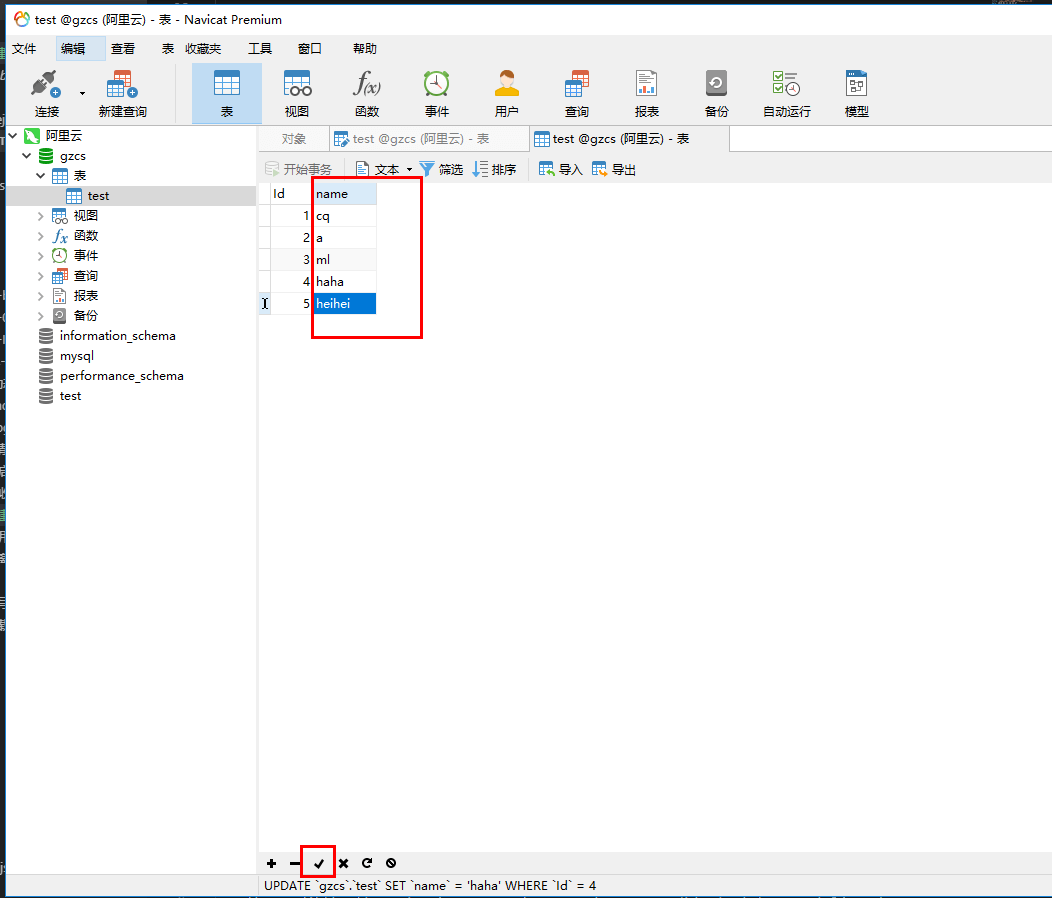 test @gzcs (阿里云) - 表 - Navicat Premium
文件 编辑 查看 表 收藏夹 工具 窗口 帮助
连接 新建查询 表 视图 函数 事件 用户 查询 报表 备份 自动运行 模型
阿里云
gzcs
表
test
视图
函数
事件
查询
报表
备份
information_schema
mysql
performance_schema
test
对象 test @gzcs (阿里云) - 表 test @gzcs (阿里云) - 表
开始事务 文本 筛选 排序 导入 导出
Id name
1 cq
2 a
3 ml
4 haha
5 heihei
UPDATE `gzcs`.`test` SET `name` = 'haha' WHERE `Id` = 4